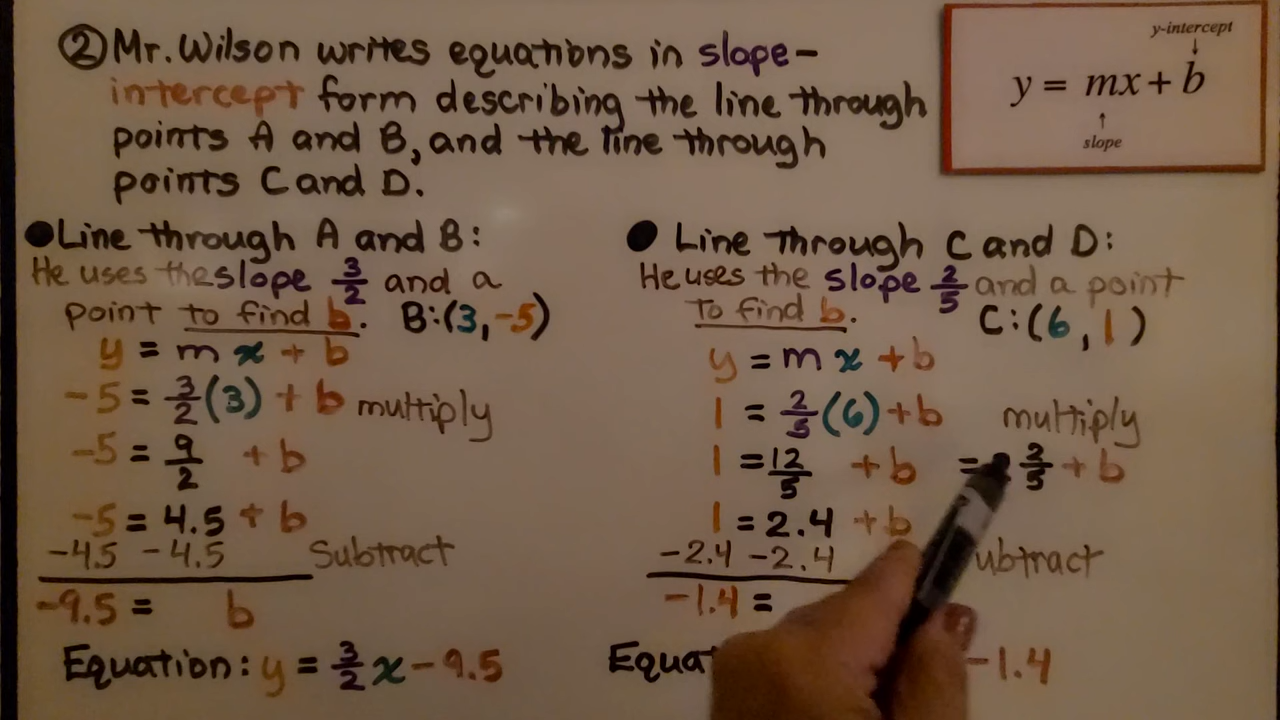 ② Mr. Wilson writes equations in slope-
intercept form describing the line through
points A and B, and the line through
points C and D.
y-intercept
↓
y = mx + b
↑
slope
● Line through A and B:
He uses the slope 3/2 and a
point to find b. B:(3,-5)
y = m x + b
-5 = 3/2 (3) + b multiply
-5 = 9/2 + b
-5 = 4.5 + b
-4.5 -4.5 Subtract
-9.5 = b
Equation: y = 3/2 x - 9.5
● Line through C and D:
He uses the slope 2/5 and a point
to find b. C:(6, 1)
y = m x + b
1 = 2/5 (6) + b multiply
1 = 12/5 + b = 2/5 + b
1 = 2.4 + b
-2.4 -2.4 ubtract
-1.4 =
Equa -1.4